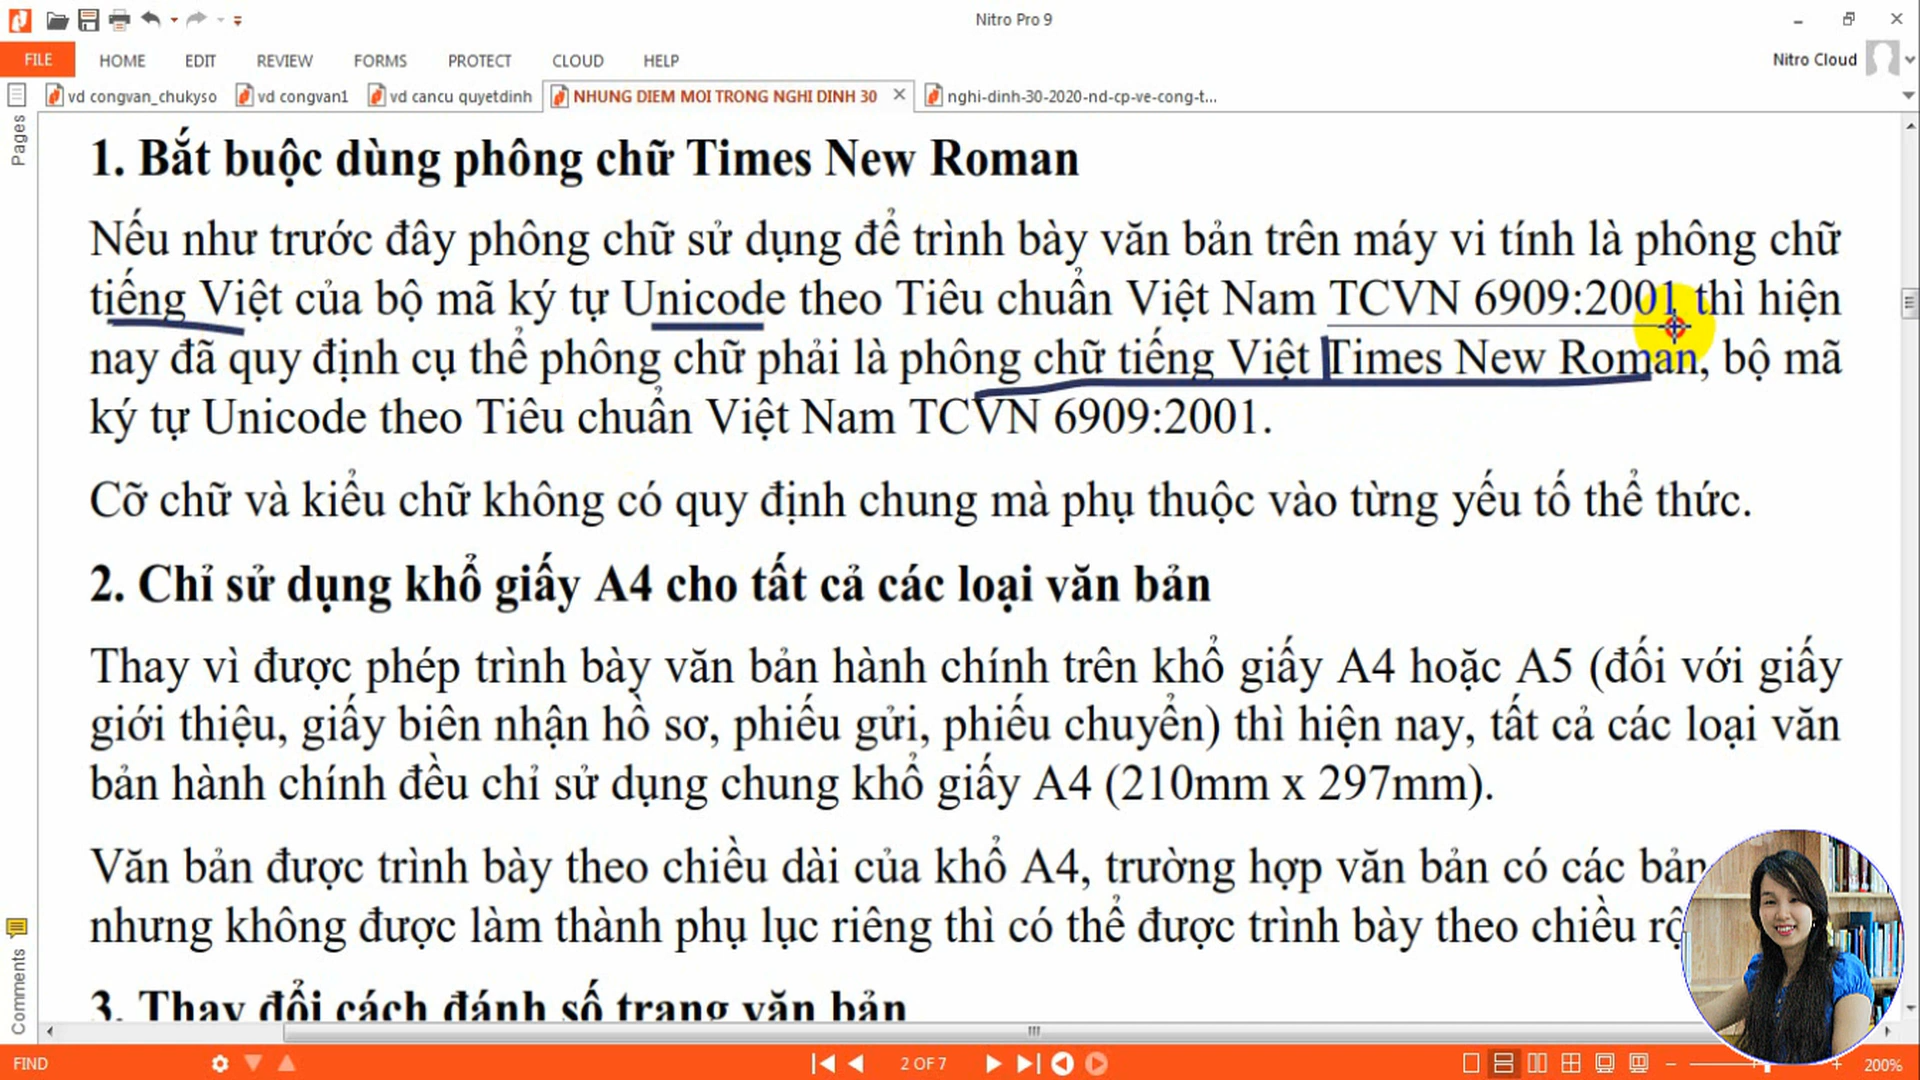 Nitro Pro 9
FILE HOME EDIT REVIEW FORMS PROTECT CLOUD HELP Nitro Cloud
vd congvan_chukyso vd congvan1 vd cancu quyetdinh NHUNG DIEM MOI TRONG NGHI DINH 30 nghi-dinh-30-2020-nd-cp-ve-cong-t...
Pages
1. Bắt buộc dùng phông chữ Times New Roman
Nếu như trước đây phông chữ sử dụng để trình bày văn bản trên máy vi tính là phông chữ
tiếng Việt của bộ mã ký tự Unicode theo Tiêu chuẩn Việt Nam TCVN 6909:2001 thì hiện
nay đã quy định cụ thể phông chữ phải là phông chữ tiếng Việt Times New Roman, bộ mã
ký tự Unicode theo Tiêu chuẩn Việt Nam TCVN 6909:2001.
Cỡ chữ và kiểu chữ không có quy định chung mà phụ thuộc vào từng yếu tố thể thức.
2. Chỉ sử dụng khổ giấy A4 cho tất cả các loại văn bản
Thay vì được phép trình bày văn bản hành chính trên khổ giấy A4 hoặc A5 (đối với giấy
giới thiệu, giấy biên nhận hồ sơ, phiếu gửi, phiếu chuyển) thì hiện nay, tất cả các loại văn
bản hành chính đều chỉ sử dụng chung khổ giấy A4 (210mm x 297mm).
Văn bản được trình bày theo chiều dài của khổ A4, trường hợp văn bản có các bản
nhưng không được làm thành phụ lục riêng thì có thể được trình bày theo chiều
3. Thay đổi cách đánh số trang văn bản
Comments
FIND 2 OF 7 200%